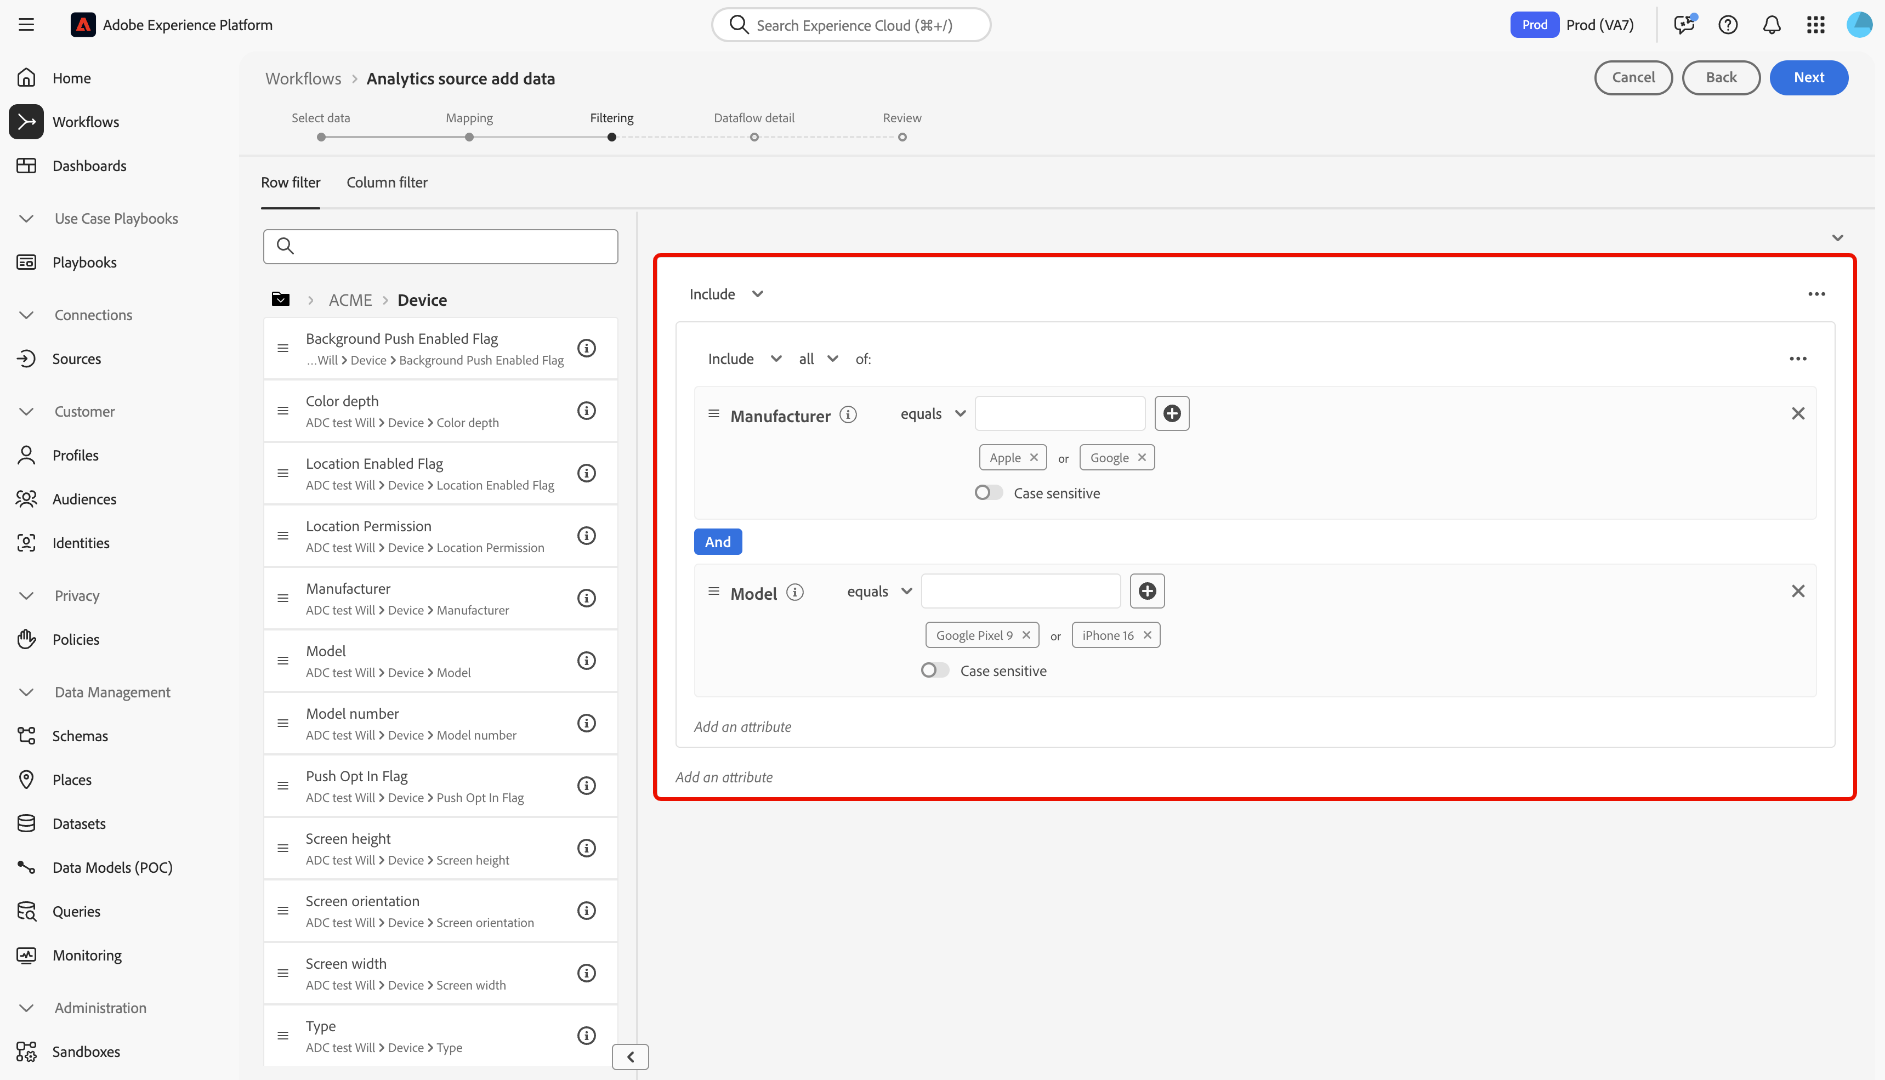 Adobe Experience Platform
Search Experience Cloud (⌘+/)
Prod
Prod (VA7)
Home
Workflows
Dashboards
Use Case Playbooks
Playbooks
Connections
Sources
Customer
Profiles
Audiences
Identities
Privacy
Policies
Data Management
Schemas
Places
Datasets
Data Models (POC)
Queries
Monitoring
Administration
Sandboxes
Workflows > Analytics source add data
Cancel
Back
Next
Select data
Mapping
Filtering
Dataflow detail
Review
Row filter
Column filter
> ACME > Device
Background Push Enabled Flag
...Will > Device > Background Push Enabled Flag
Color depth
ADC test Will > Device > Color depth
Location Enabled Flag
ADC test Will > Device > Location Enabled Flag
Location Permission
ADC test Will > Device > Location Permission
Manufacturer
ADC test Will > Device > Manufacturer
Model
ADC test Will > Device > Model
Model number
ADC test Will > Device > Model number
Push Opt In Flag
ADC test Will > Device > Push Opt In Flag
Screen height
ADC test Will > Device > Screen height
Screen orientation
ADC test Will > Device > Screen orientation
Screen width
ADC test Will > Device > Screen width
Type
ADC test Will > Device > Type
Include
Include all of:
Manufacturer equals
Apple or Google
Case sensitive
And
Model equals
Google Pixel 9 or iPhone 16
Case sensitive
Add an attribute
Add an attribute